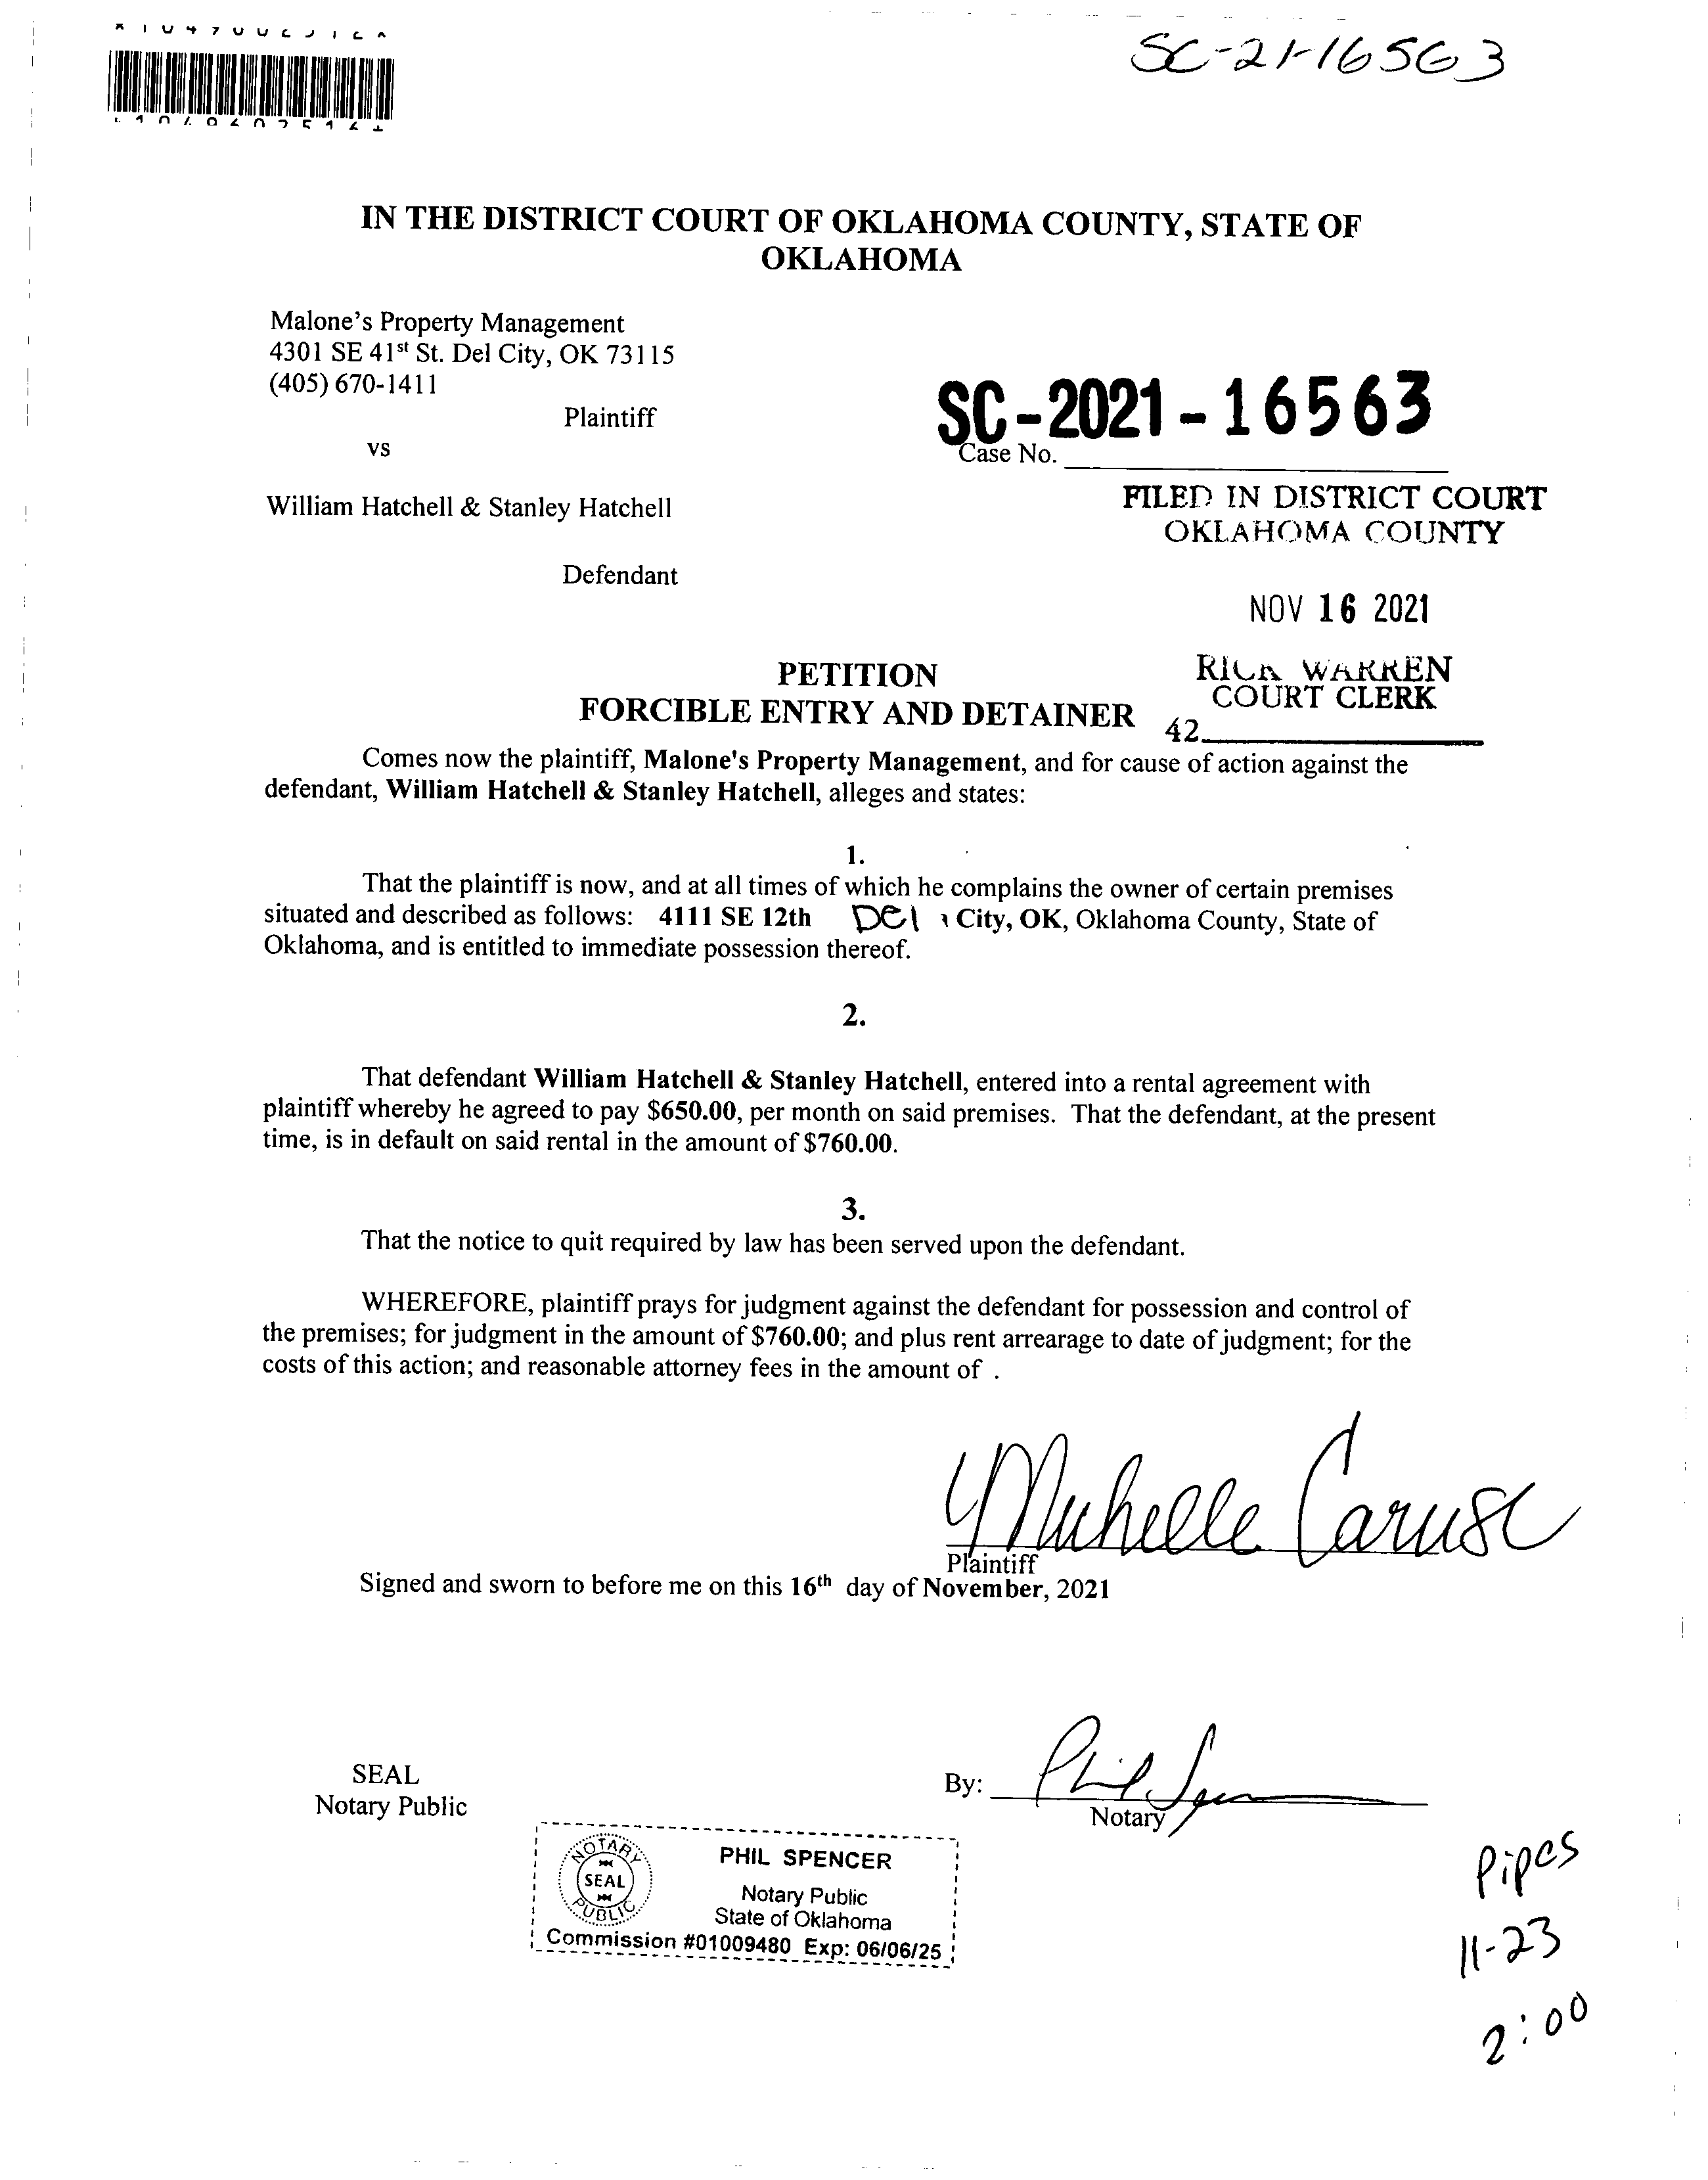 SC-21-16563
IN THE DISTRICT COURT OF OKLAHOMA COUNTY, STATE OF
OKLAHOMA
Malone's Property Management
4301 SE 41st St. Del City, OK 73115
(405) 670-1411
Plaintiff
vs
SC-2021-16563
Case No.
William Hatchell & Stanley Hatchell
FILED IN DISTRICT COURT
OKLAHOMA COUNTY
Defendant
NOV 16 2021
RICK WARREN
COURT CLERK
42
PETITION
FORCIBLE ENTRY AND DETAINER
Comes now the plaintiff, Malone's Property Management, and for cause of action against the
defendant, William Hatchell & Stanley Hatchell, alleges and states:
1.
That the plaintiff is now, and at all times of which he complains the owner of certain premises
situated and described as follows: 4111 SE 12th Del City, OK, Oklahoma County, State of
Oklahoma, and is entitled to immediate possession thereof.
2.
That defendant William Hatchell & Stanley Hatchell, entered into a rental agreement with
plaintiff whereby he agreed to pay $650.00, per month on said premises. That the defendant, at the present
time, is in default on said rental in the amount of $760.00.
3.
That the notice to quit required by law has been served upon the defendant.
WHEREFORE, plaintiff prays for judgment against the defendant for possession and control of
the premises; for judgment in the amount of $760.00; and plus rent arrearage to date of judgment; for the
costs of this action; and reasonable attorney fees in the amount of .
Michelle Caruso
Plaintiff
Signed and sworn to before me on this 16th day of November, 2021
SEAL
Notary Public
By: Phil Spencer
Notary
NOTARY PUBLIC
SEAL
PHIL SPENCER
Notary Public
State of Oklahoma
Commission #01009480 Exp: 06/06/25
Pipes
11-23
2:00